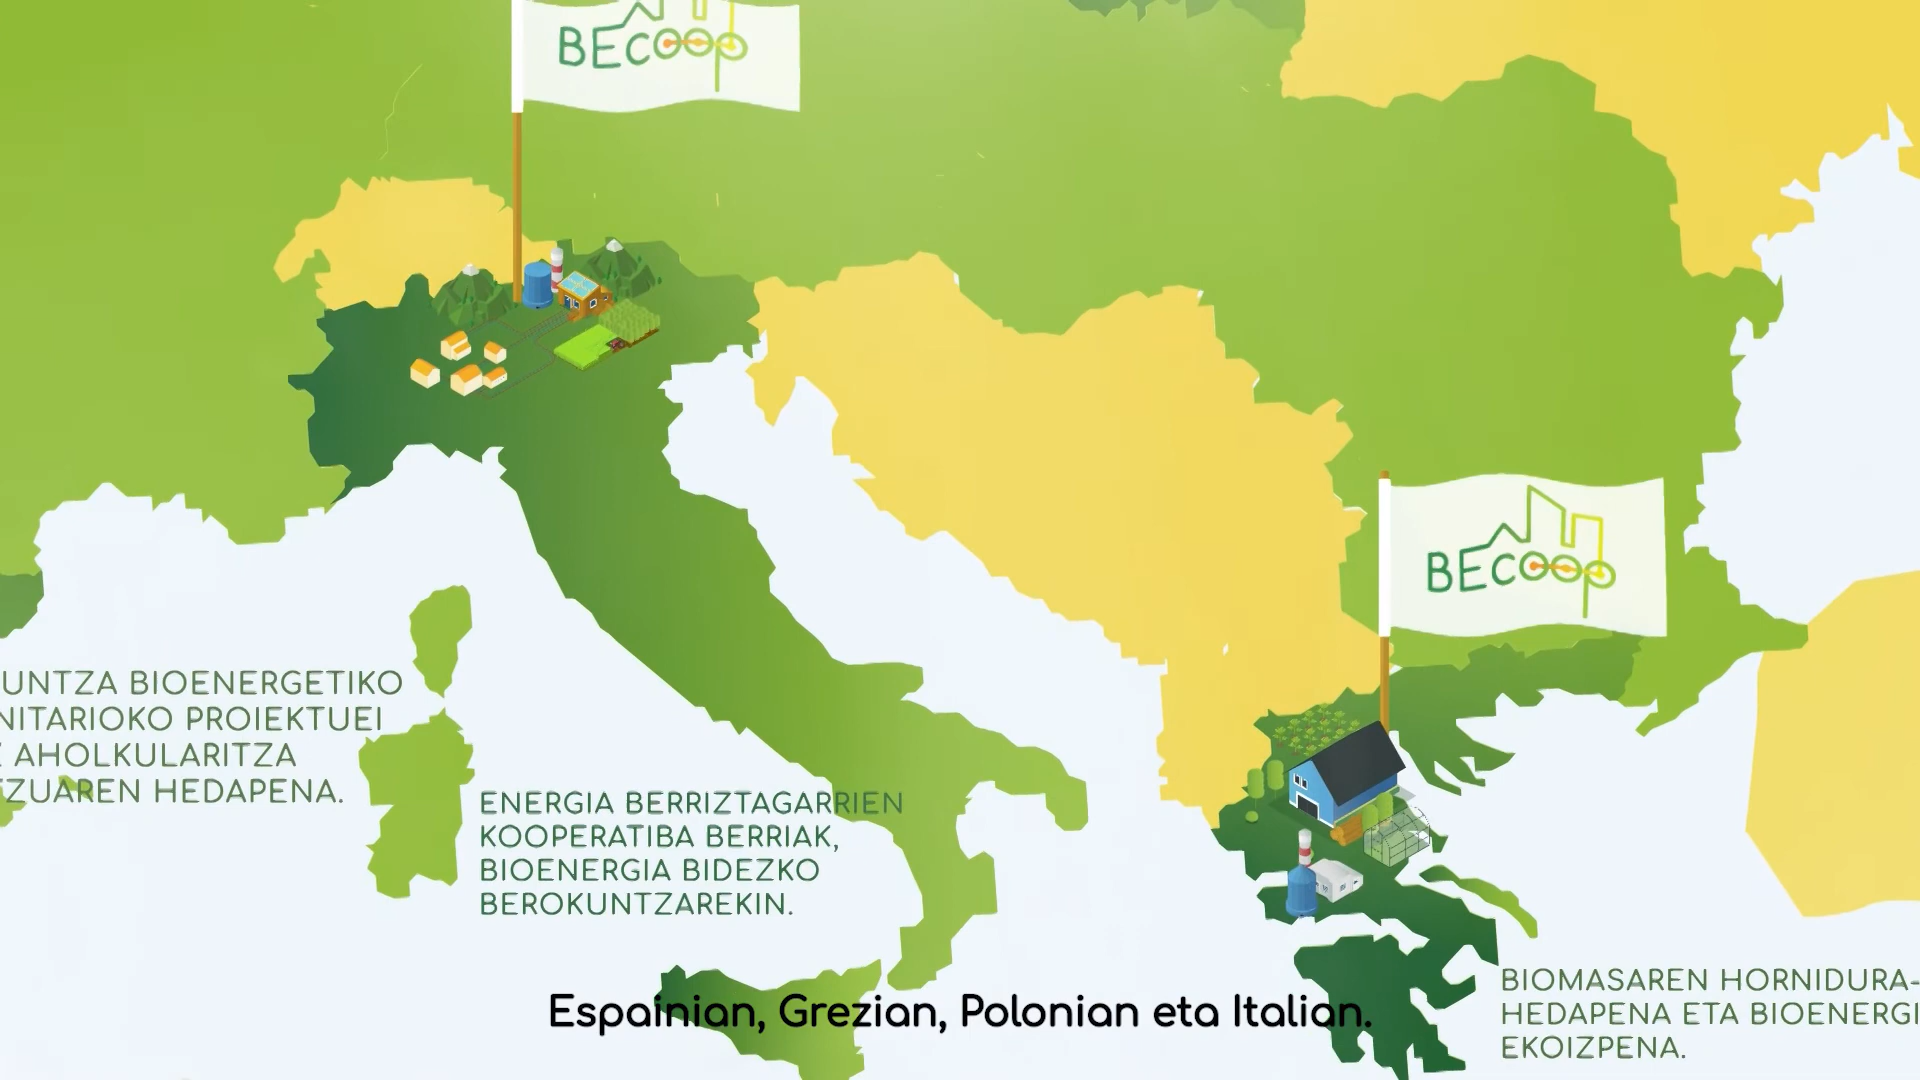 BECOOP
BECOOP
UNTZA BIOENERGETIKO
NITARIOKO PROIEKTUEI
AHOLKULARITZA
TZUAREN HEDAPENA.
ENERGIA BERRIZTAGARRIEN
KOOPERATIBA BERRIAK,
BIOENERGIA BIDEZKO
BEROKUNTZAREKIN.
BIOMASAREN HORNIDURA-
HEDAPENA ETA BIOENERGI
EKOIZPENA.
Espainian, Grezian, Polonian eta Italian.